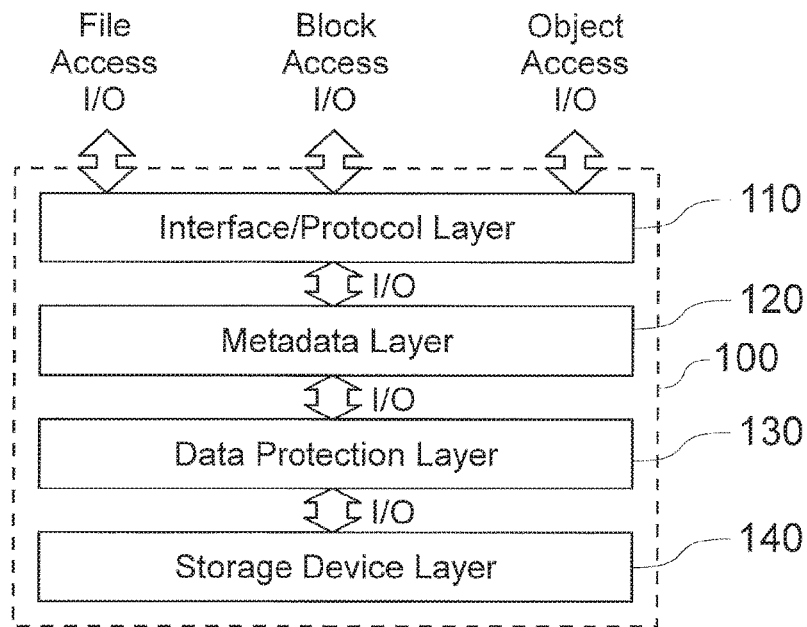 File Access I/O
Block Access I/O
Object Access I/O
Interface/Protocol Layer
110
I/O
120
Metadata Layer
100
I/O
130
Data Protection Layer
I/O
140
Storage Device Layer